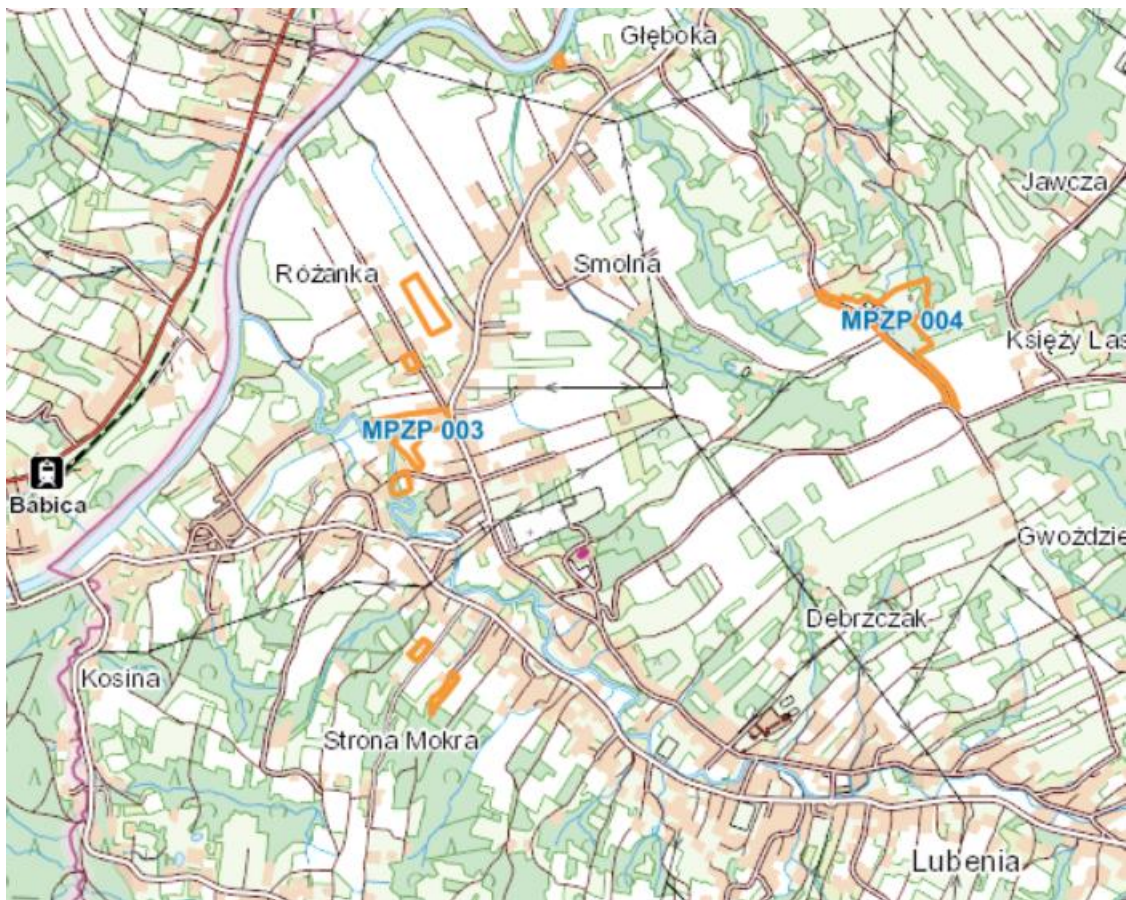 Głęboka
Jawcza
Różanka
Smolna
MPZP 004
Księży Las
MPZP 003
Babica
Gwoździe
Debrzczak
Kosina
Strona Mokra
Lubenia